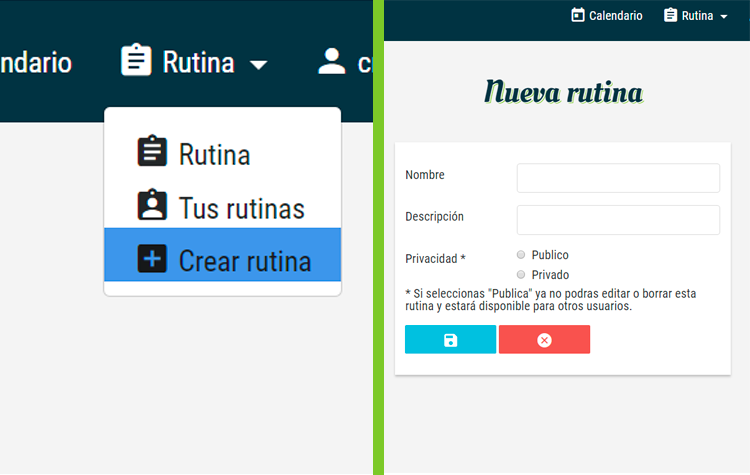 ndario Rutina
Rutina
Tus rutinas
Crear rutina
Calendario Rutina
Nueva rutina
Nombre
Descripción
Privacidad * Publico
Privado
* Si seleccionas "Publica" ya no podras editar o borrar esta
rutina y estará disponible para otros usuarios.